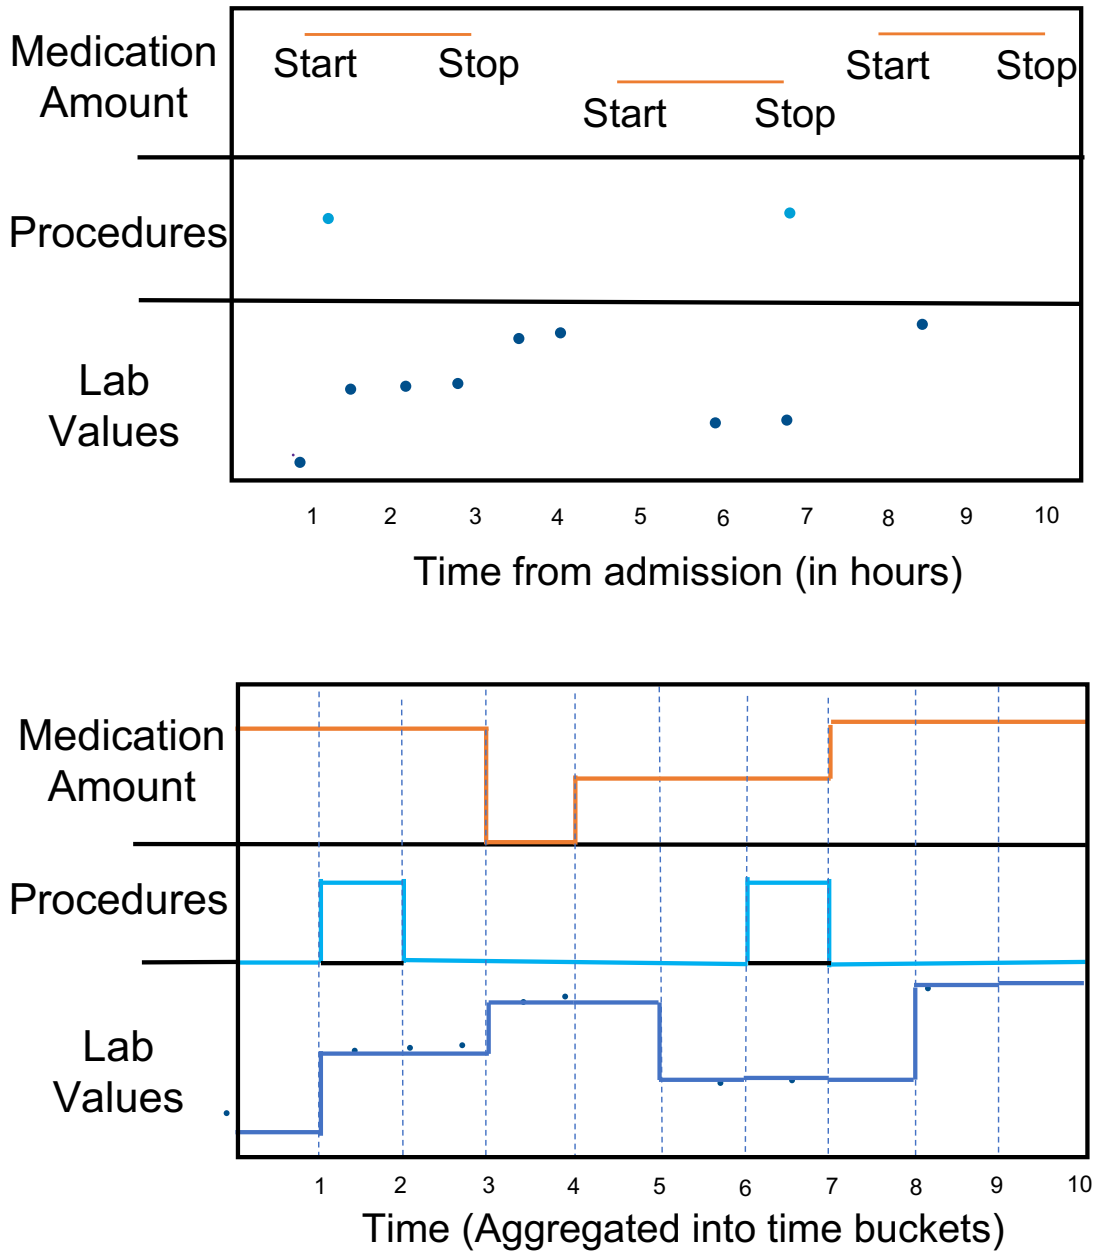 Medication
Amount
Start Stop
Start Stop
Start Stop
Procedures
Lab
Values
1 2 3 4 5 6 7 8 9 10
Time from admission (in hours)
Medication
Amount
Procedures
Lab
Values
1 2 3 4 5 6 7 8 9 10
Time (Aggregated into time buckets)